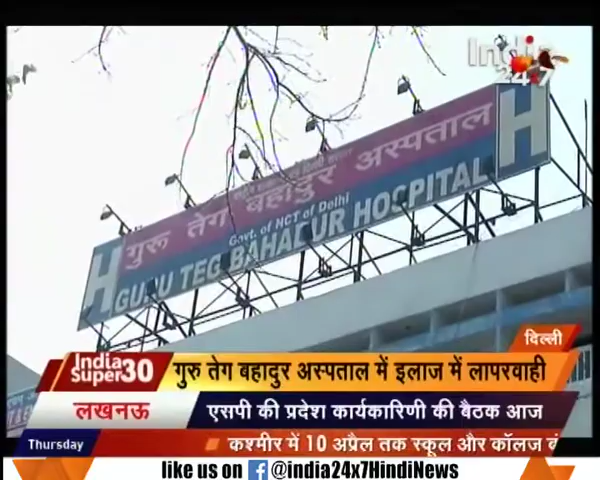 India
24x7
गुरू तेग बहादुर अस्पताल
Govt. of NCT of Delhi
GURU TEG BAHADUR HOSPITAL
H
H
दिल्ली
India Super30
गुरु तेग बहादुर अस्पताल में इलाज में लापरवाही
लखनऊ
एसपी की प्रदेश कार्यकारिणी की बैठक आज
Thursday
कश्मीर में 10 अप्रैल तक स्कूल और कॉलज
like us on f @india24x7HindiNews